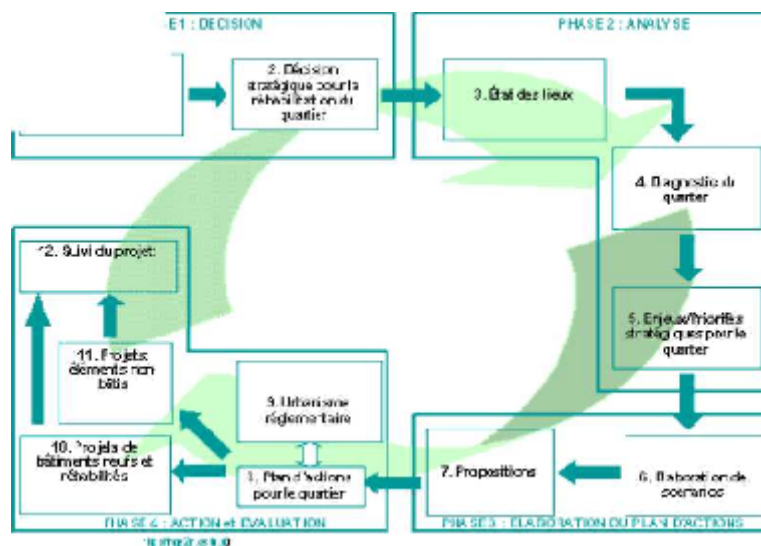 E 1 : DECISION
PHASE 2 : ANALYSE
2. Décision
stratégique pour la
réhabilitation du
quartier
3. État des lieux
4. Diagnostic du
quartier
12. Suivi du projet
5. Enjeux/Priorités
stratégiques pour le
quartier
11. Projets:
éléments non
bâtis
9. Urbanisme
réglementaire
10. Projets de
bâtiments neufs et
réhabilités
Plan d'actions
pour le quartier
7. Propositions
6. Elaboration de
scenarios
PHASE 4 : ACTION et EVALUATION
PHASE 3 : ELABORATION DU PLAN D'ACTIONS